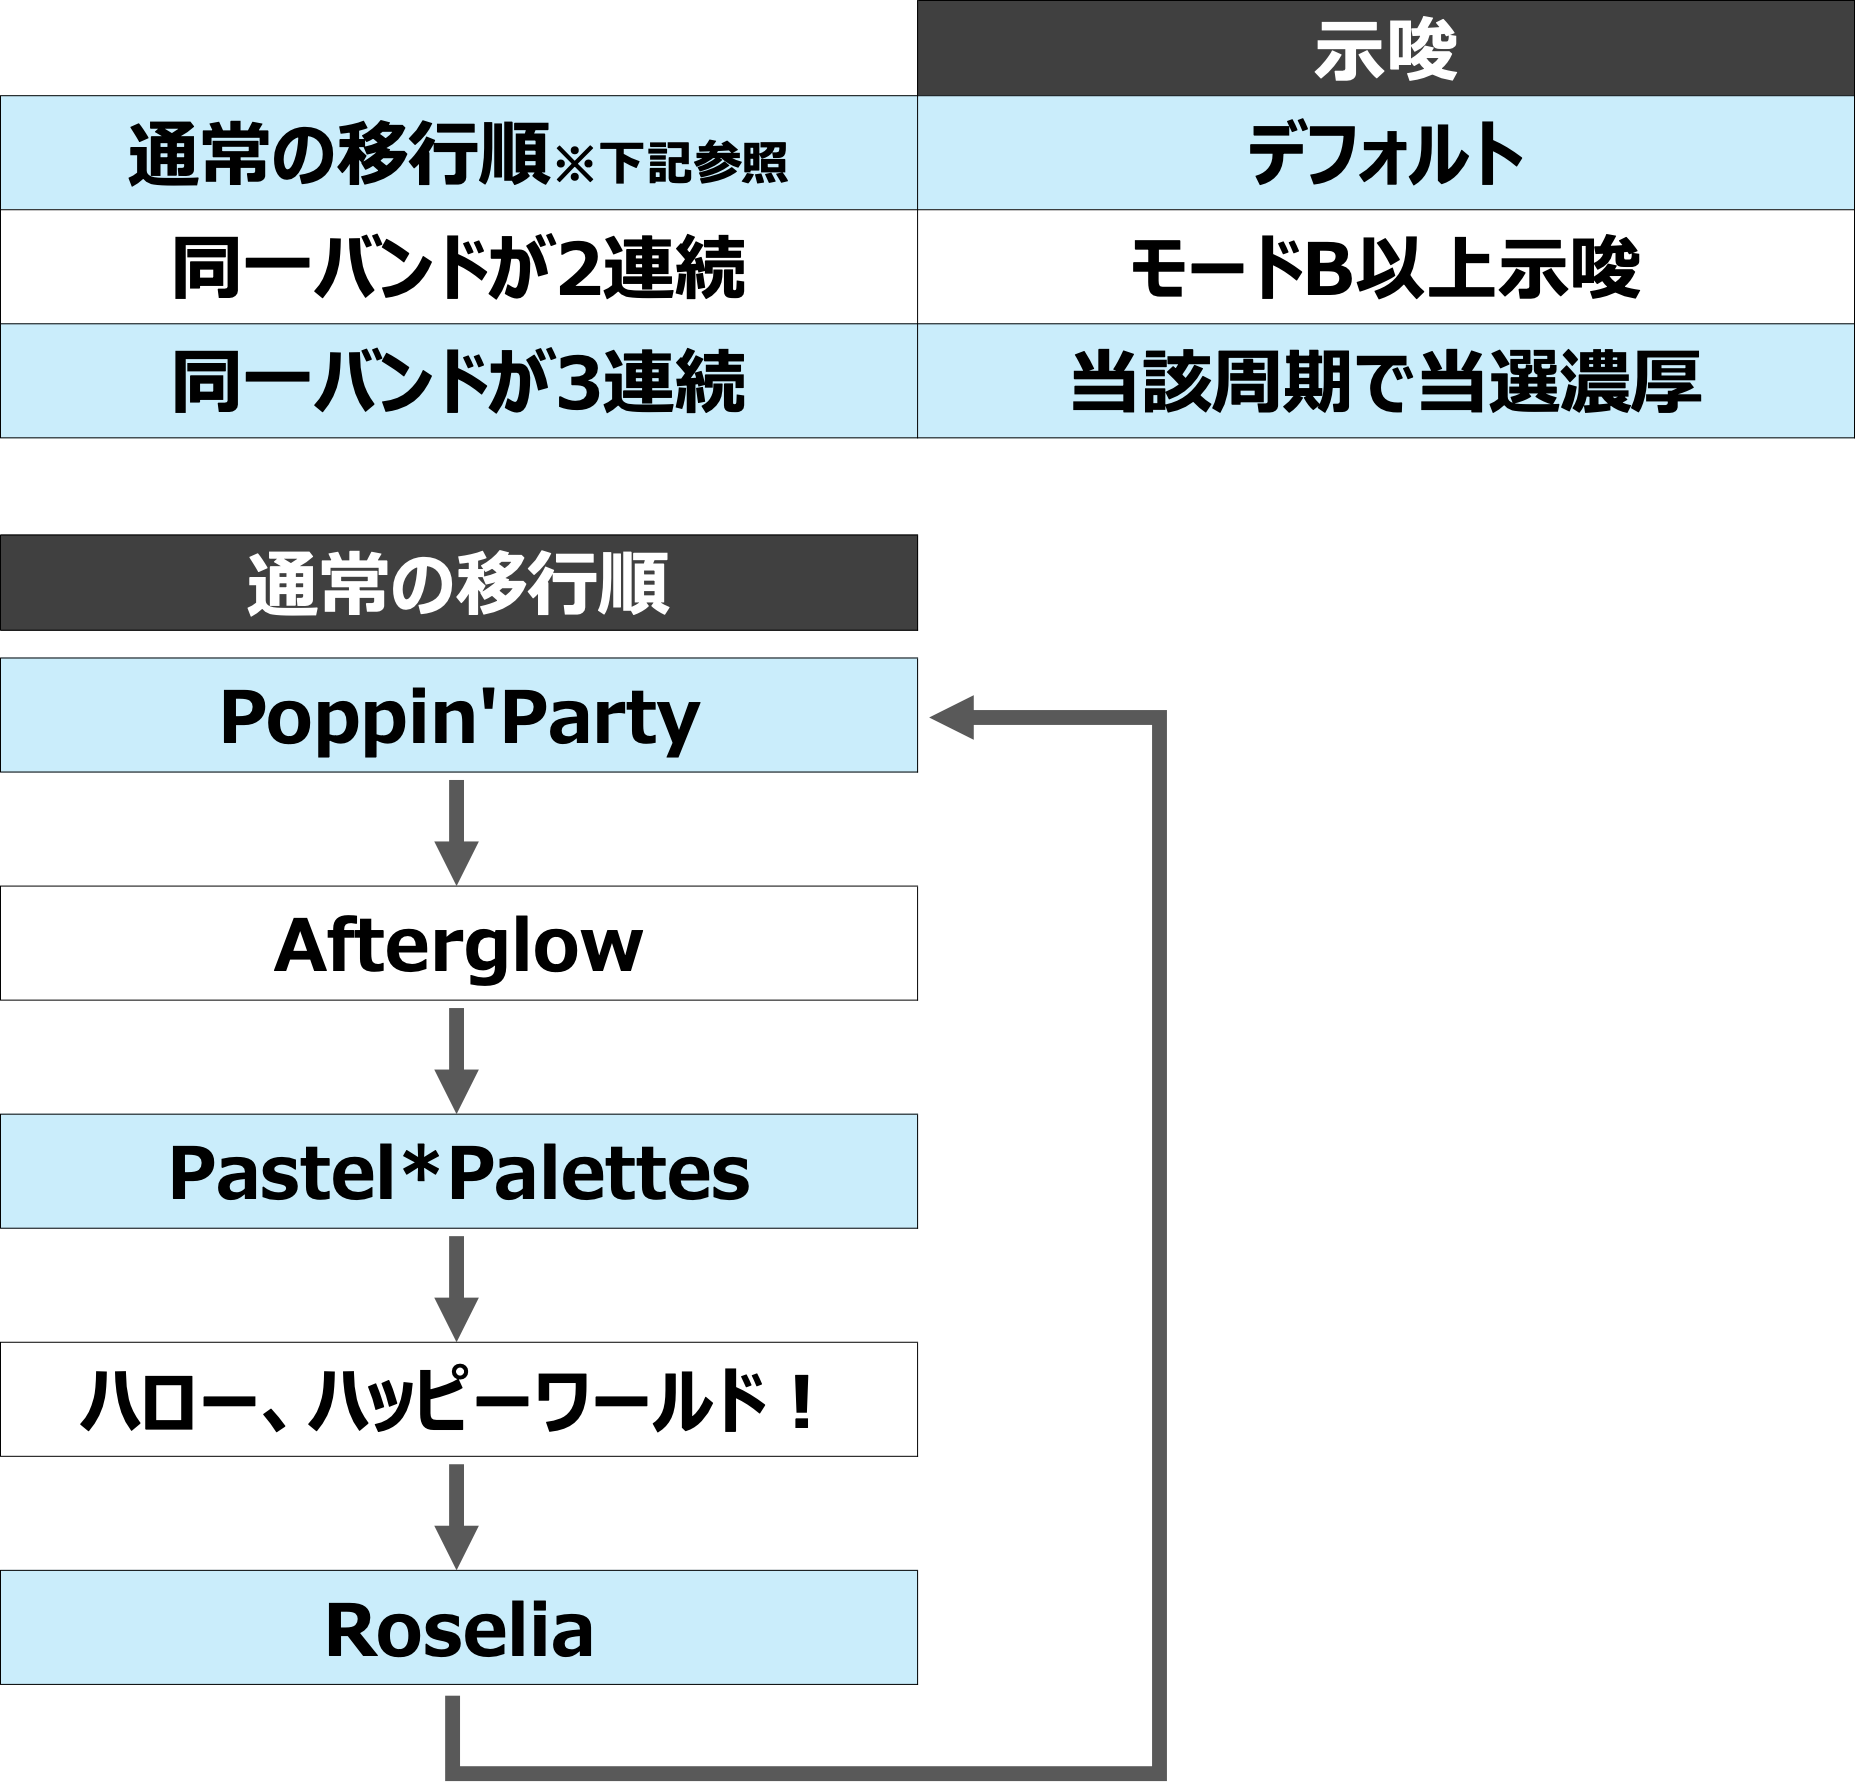 示唆
通常の移行順※下記参照 デフォルト
同一バンドが2連続 モードB以上示唆
同一バンドが3連続 当該周期で当選濃厚
通常の移行順
Poppin'Party
Afterglow
Pastel*Palettes
ハロー、ハッピーワールド！
Roselia